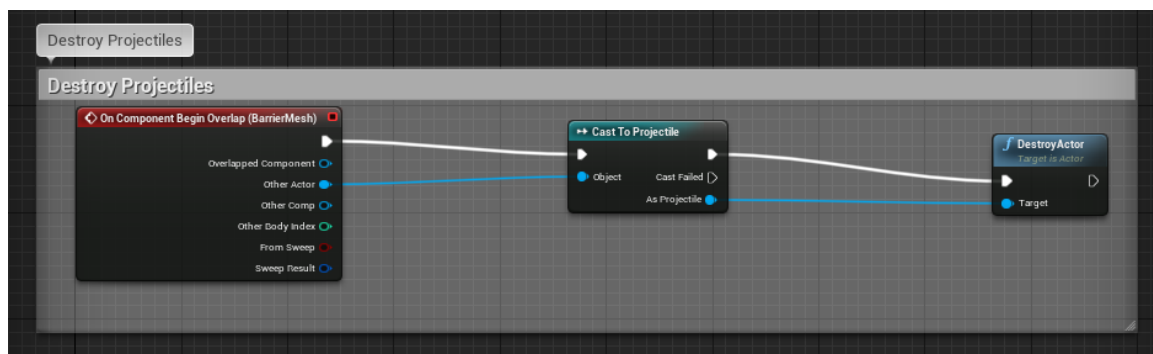 Destroy Projectiles
Destroy Projectiles
On Component Begin Overlap (BarrierMesh)
Overlapped Component
Other Actor
Other Comp
Other Body Index
From Sweep
Sweep Result
Cast To Projectile
Object
Cast Failed
As Projectile
f DestroyActor
Target is Actor
Target